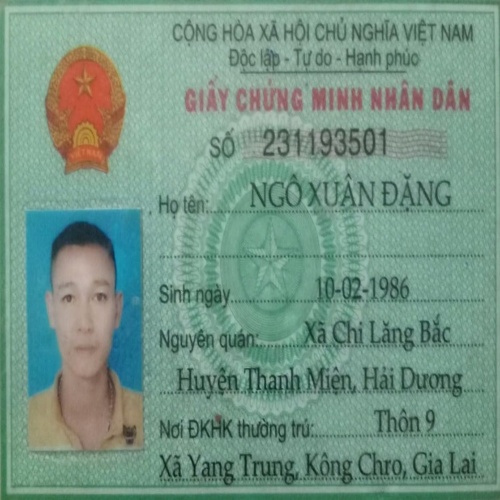 CỘNG HÒA XÃ HỘI CHỦ NGHĨA VIỆT NAM
Độc lập - Tự do - Hạnh phúc
GIẤY CHỨNG MINH NHÂN DÂN
SỐ 231193501
Họ tên: NGÔ XUÂN ĐẶNG
Sinh ngày 10-02-1986
Nguyên quán: Xã Chi Lăng Bắc
Huyện Thanh Miện, Hải Dương
Nơi ĐKHK thường trú: Thôn 9
Xã Yang Trung, Kông Chro, Gia Lai
VIỆT NAM